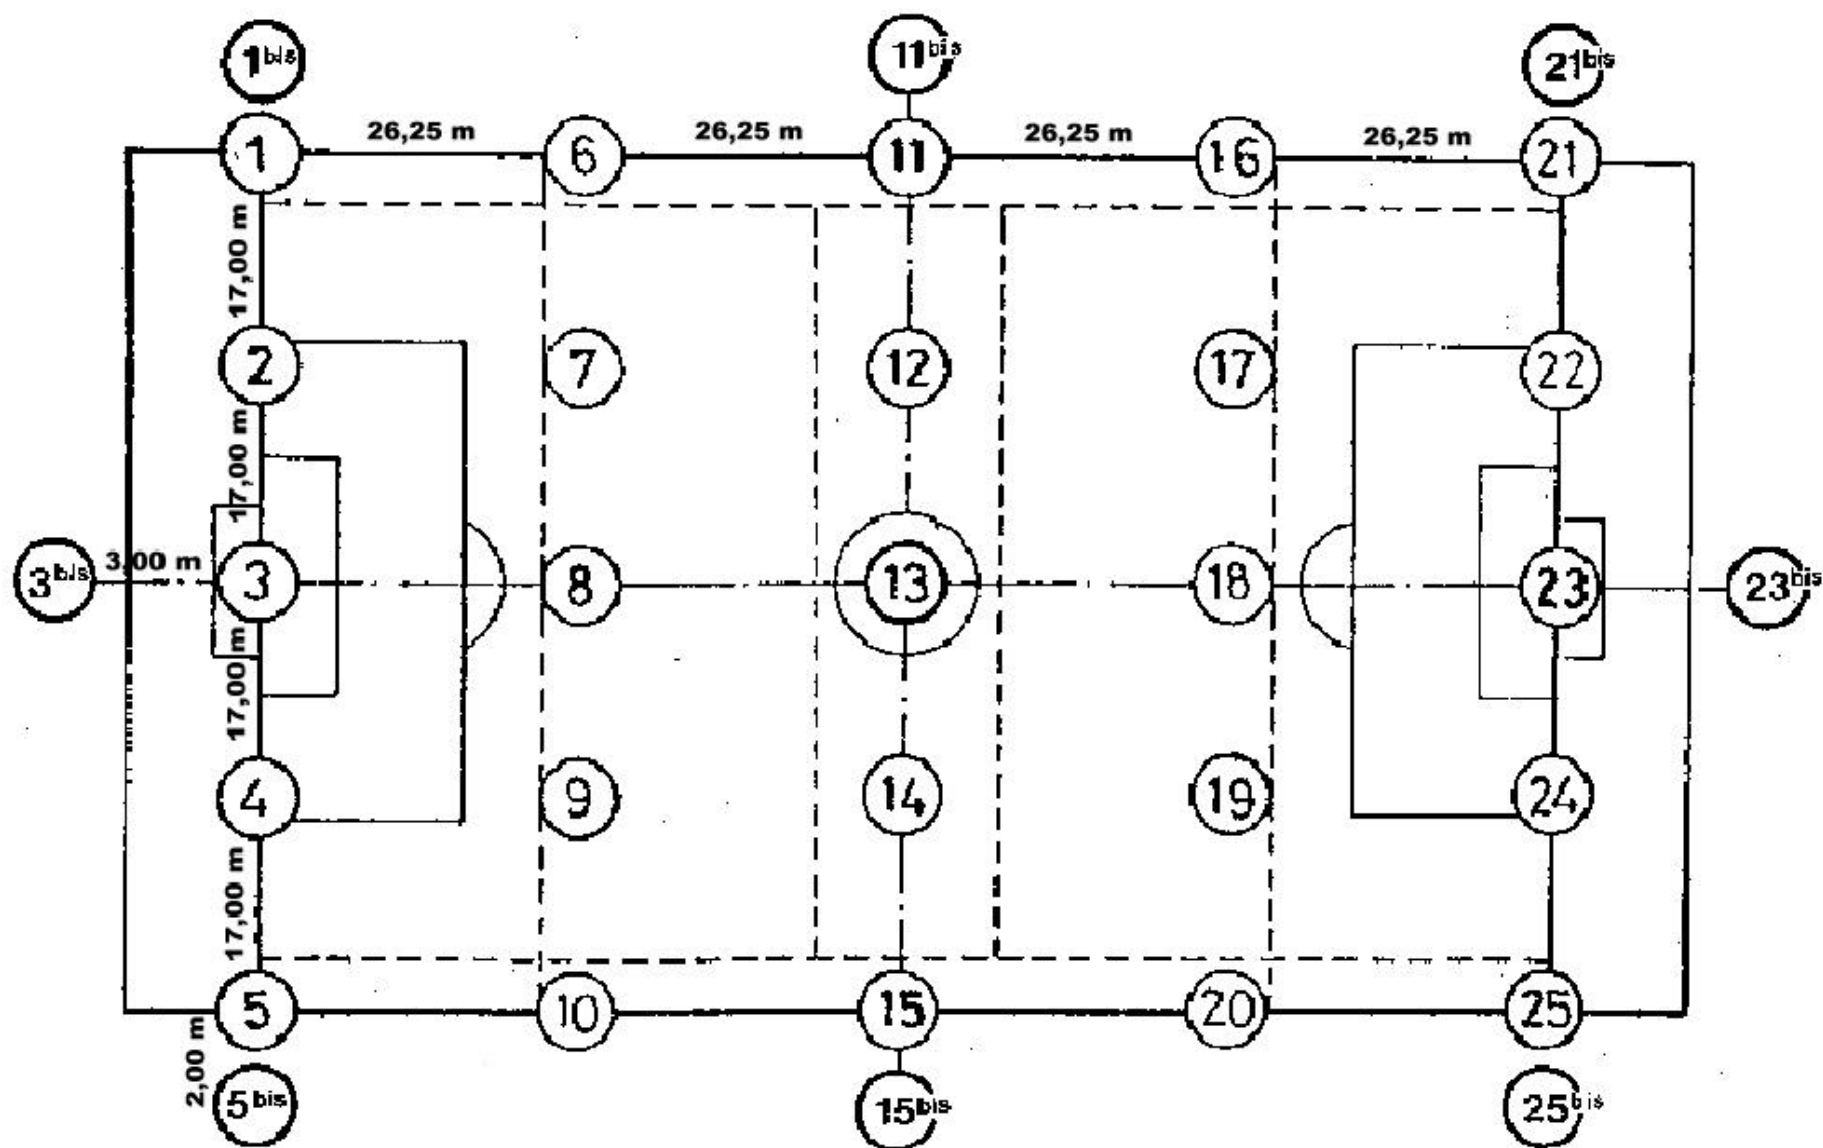 1bis 11bis 21bis
1 26,25 m 6 26,25 m 11 26,25 m 16 26,25 m 21
17,00 m
2 7 12 17 22
17,00 m
3bis 3,00 m 3 8 13 18 23 23bis
17,00 m
4 9 14 19 24
17,00 m
5 10 15 20 25
2,00 m
5bis 15bis 25bis